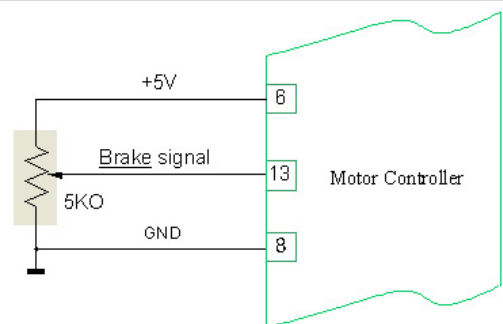 +5V
6
Brake signal
13
Motor Controller
5KO
GND
8